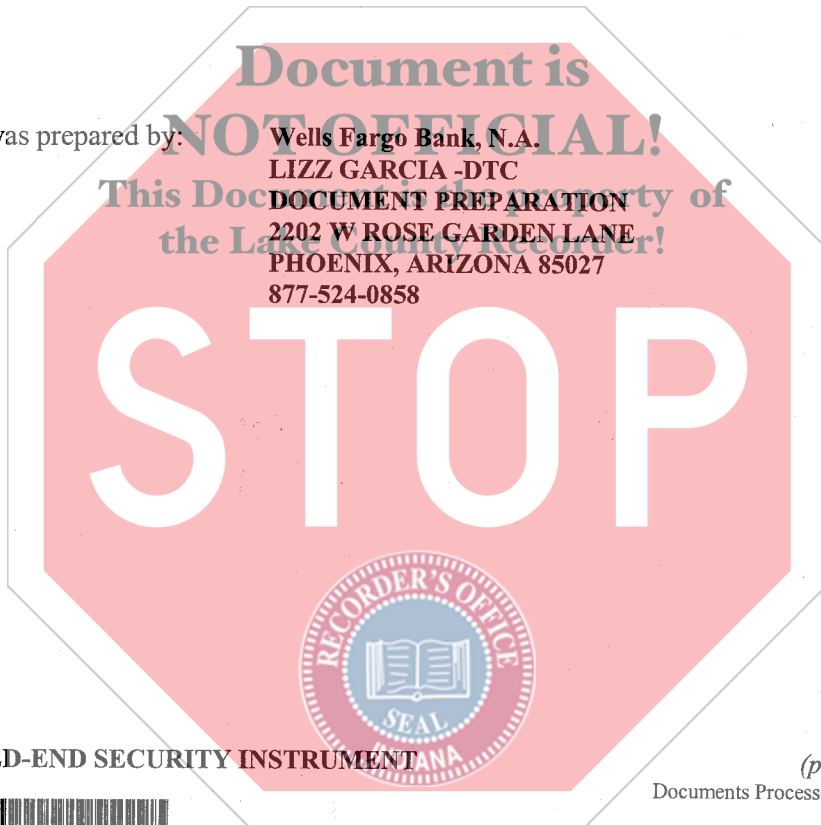 Document is
NOT OFFICIAL!
This Document is the property of
the Lake County Recorder!
was prepared by:
Wells Fargo Bank, N.A.
LIZZ GARCIA -DTC
DOCUMENT PREPARATION
2202 W ROSE GARDEN LANE
PHOENIX, ARIZONA 85027
877-524-0858
STOP
RECORDER'S OFFICE
SEAL
INDIANA
D-END SECURITY INSTRUMENT
(p
Documents Process